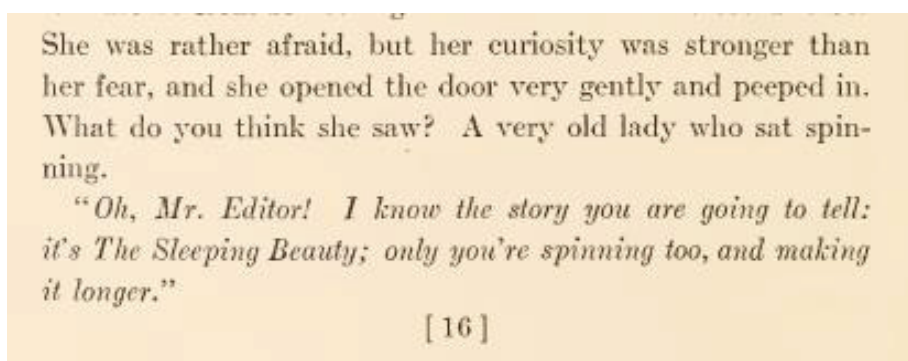 She was rather afraid, but her curiosity was stronger than
her fear, and she opened the door very gently and peeped in.
What do you think she saw? A very old lady who sat spin-
ning.
"Oh, Mr. Editor! I know the story you are going to tell:
it's The Sleeping Beauty; only you're spinning too, and making
it longer."
[ 16 ]